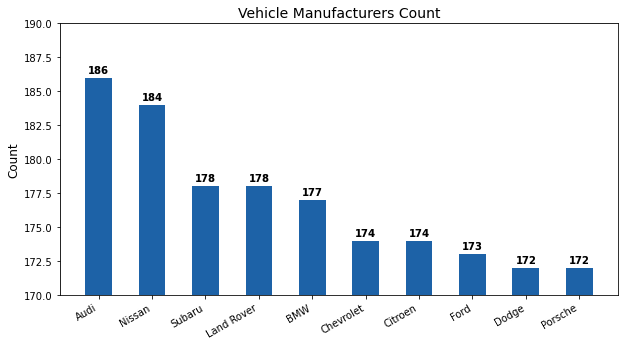 Vehicle Manufacturers Count
190.0
187.5
185.0
182.5
180.0
177.5
175.0
172.5
170.0
Count
186
184
178
178
177
174
174
173
172
172
Audi
Nissan
Subaru
Land Rover
BMW
Chevrolet
Citroen
Ford
Dodge
Porsche